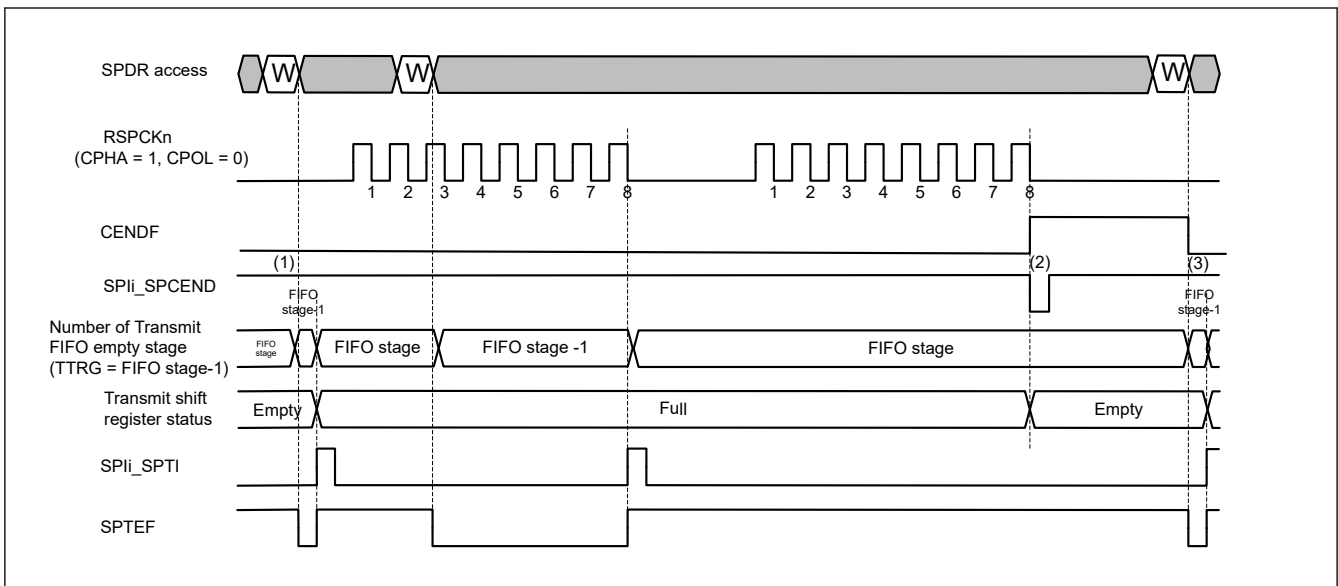 SPDR access
W
W
W
RSPCKn
(CPHA = 1, CPOL = 0)
1 2 3 4 5 6 7 8
1 2 3 4 5 6 7 8
CENDF
(1)
(2)
(3)
SPIi_SPCEND
FIFO
stage-1
FIFO
stage-1
Number of Transmit
FIFO empty stage
(TTRG = FIFO stage-1)
FIFO
stage
FIFO stage
FIFO stage -1
FIFO stage
Transmit shift
register status
Empty
Full
Empty
SPIi_SPTI
SPTEF